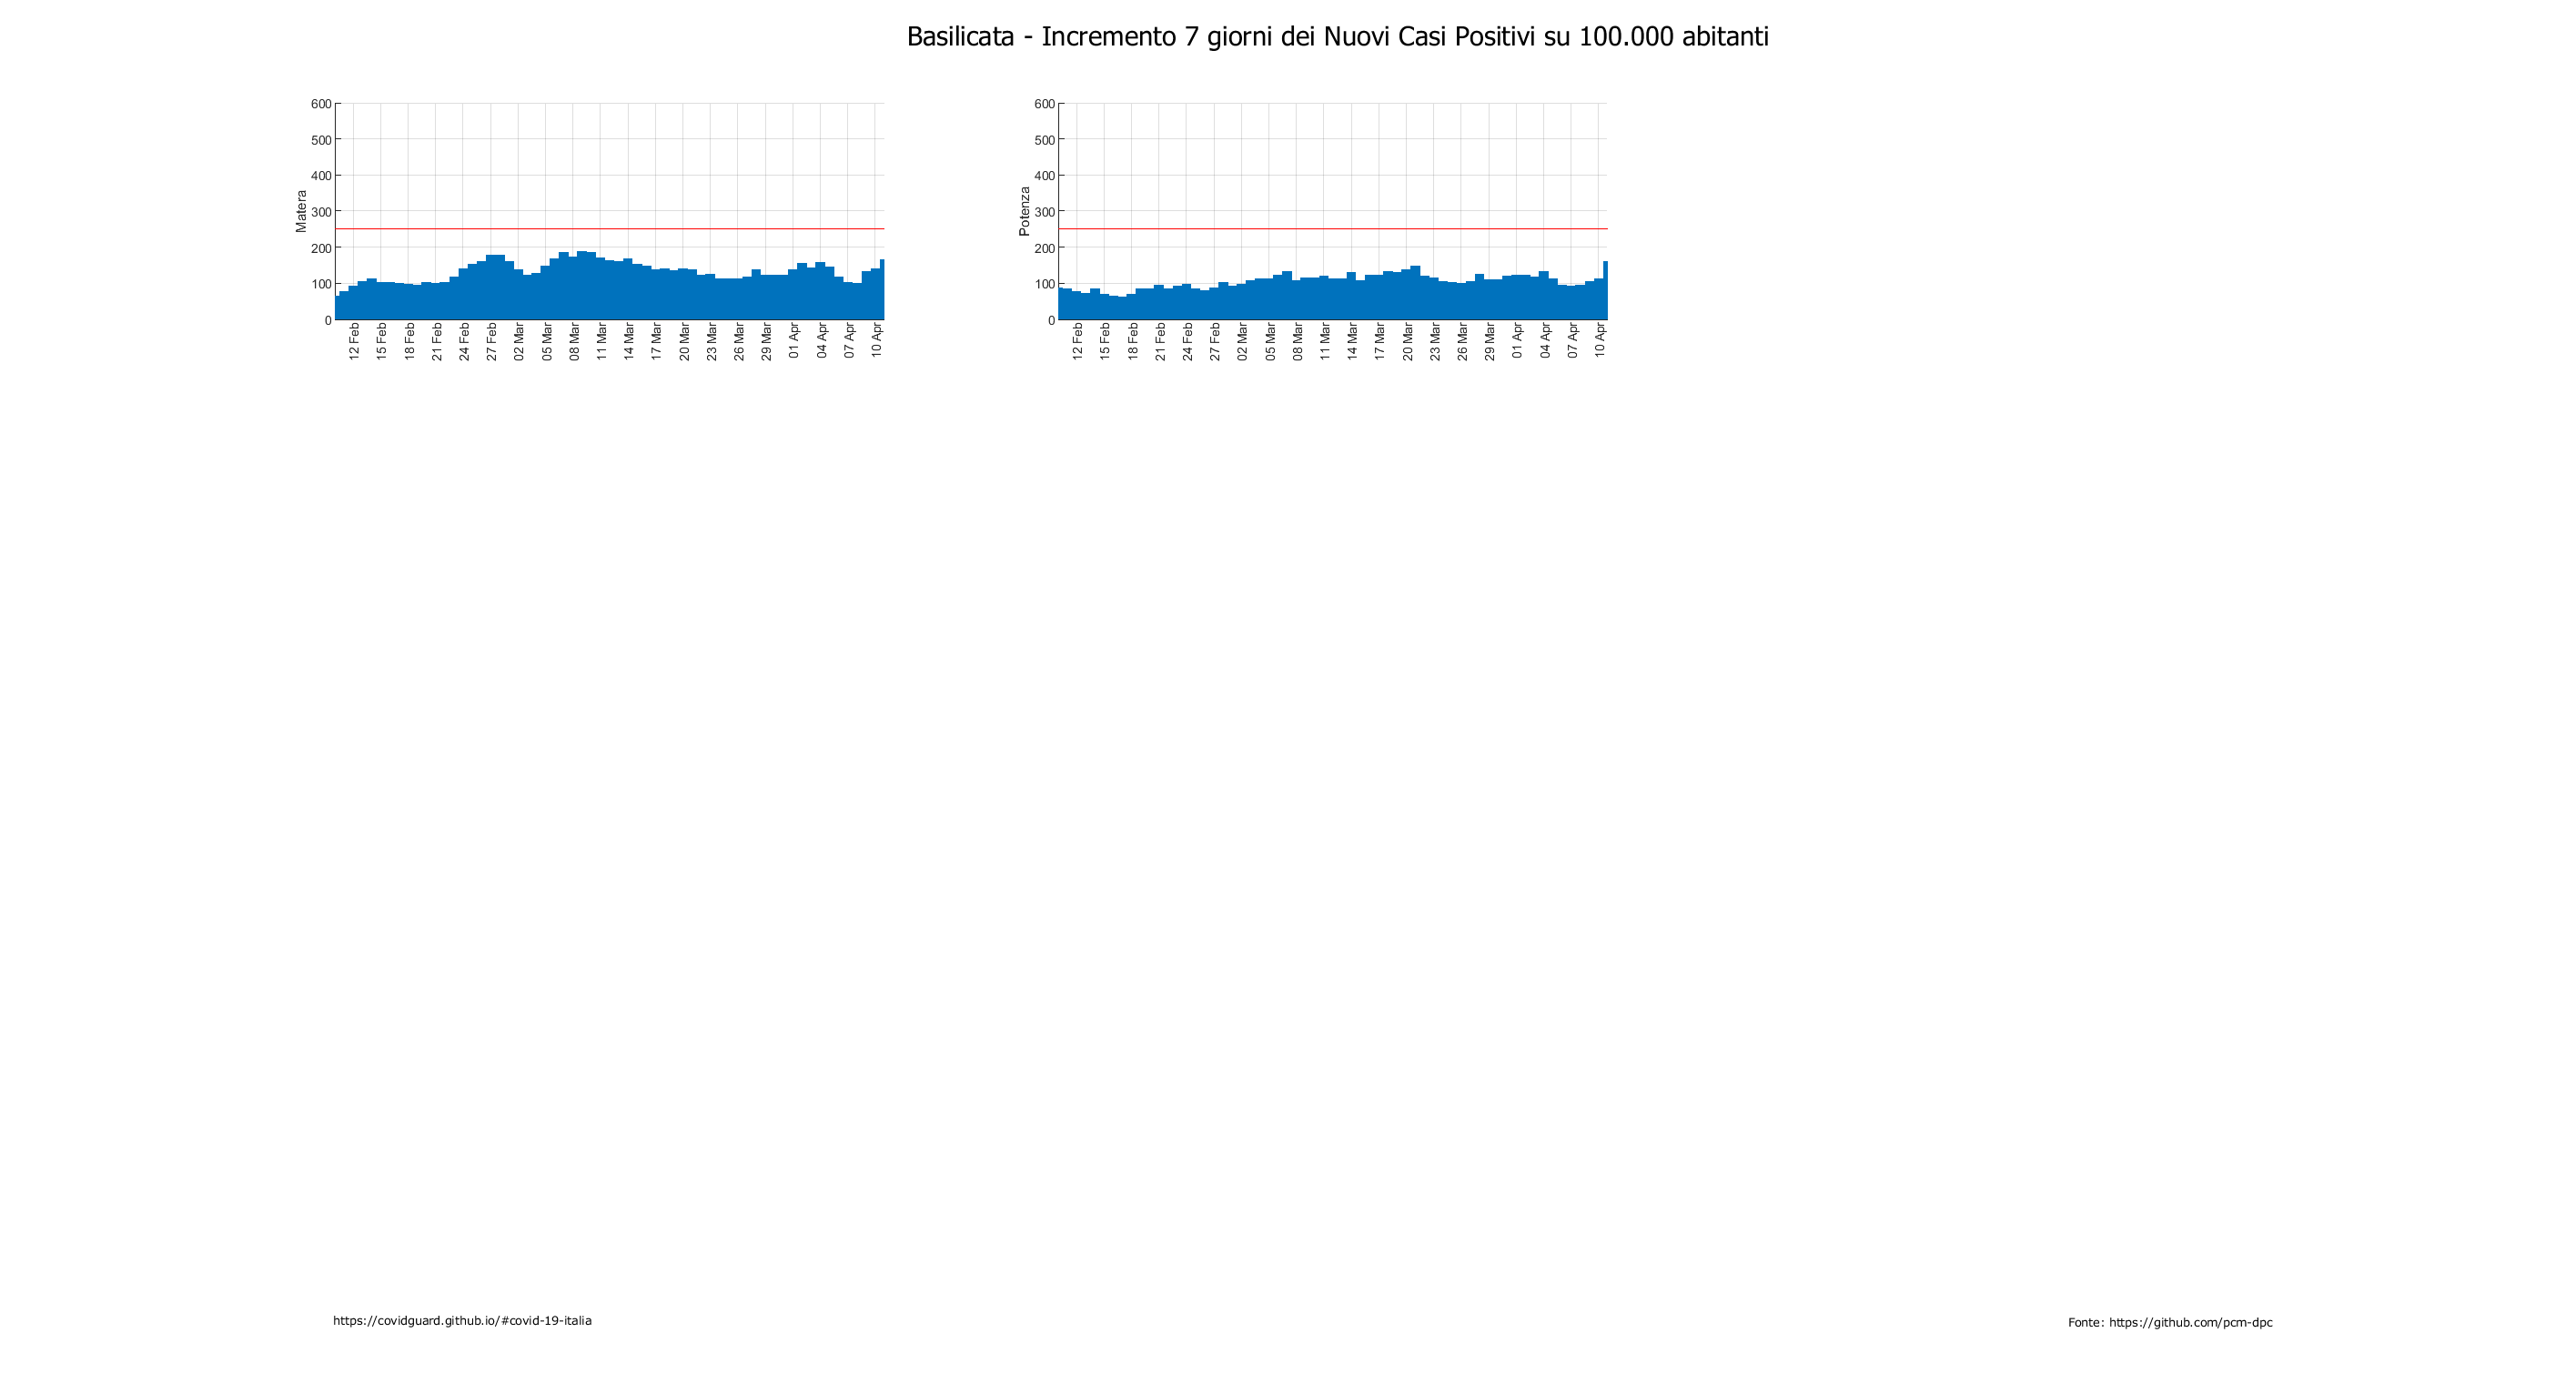 Basilicata - Incremento 7 giorni dei Nuovi Casi Positivi su 100.000 abitanti
Matera
600
500
400
300
200
100
0
12 Feb
15 Feb
18 Feb
21 Feb
24 Feb
27 Feb
02 Mar
05 Mar
08 Mar
11 Mar
14 Mar
17 Mar
20 Mar
23 Mar
26 Mar
29 Mar
01 Apr
04 Apr
07 Apr
10 Apr
Potenza
600
500
400
300
200
100
0
12 Feb
15 Feb
18 Feb
21 Feb
24 Feb
27 Feb
02 Mar
05 Mar
08 Mar
11 Mar
14 Mar
17 Mar
20 Mar
23 Mar
26 Mar
29 Mar
01 Apr
04 Apr
07 Apr
10 Apr
https://covidguard.github.io/#covid-19-italia
Fonte: https://github.com/pcm-dpc